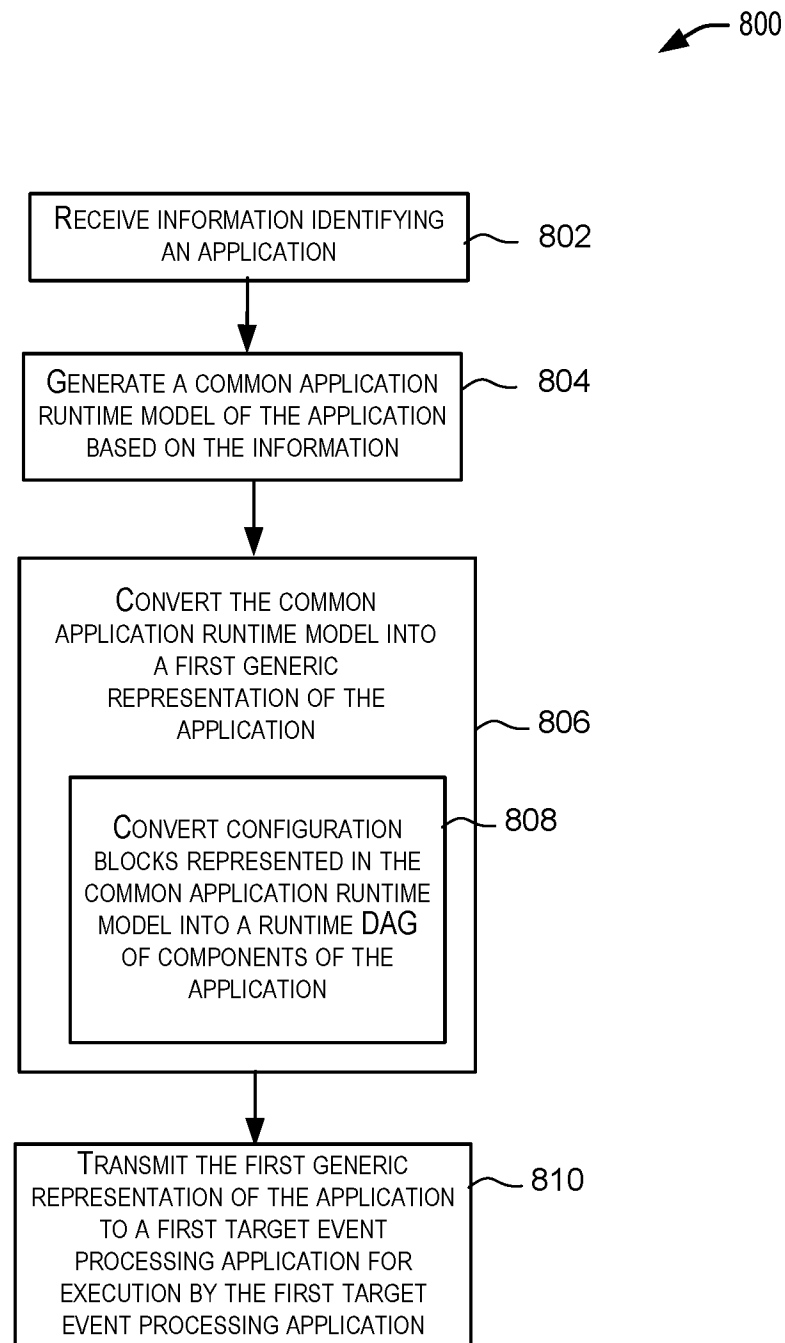 800
RECEIVE INFORMATION IDENTIFYING
AN APPLICATION
802
GENERATE A COMMON APPLICATION
RUNTIME MODEL OF THE APPLICATION
BASED ON THE INFORMATION
804
CONVERT THE COMMON
APPLICATION RUNTIME MODEL INTO
A FIRST GENERIC
REPRESENTATION OF THE
APPLICATION
806
CONVERT CONFIGURATION
BLOCKS REPRESENTED IN THE
COMMON APPLICATION RUNTIME
MODEL INTO A RUNTIME DAG
OF COMPONENTS OF THE
APPLICATION
808
TRANSMIT THE FIRST GENERIC
REPRESENTATION OF THE APPLICATION
TO A FIRST TARGET EVENT
PROCESSING APPLICATION FOR
EXECUTION BY THE FIRST TARGET
EVENT PROCESSING APPLICATION
810